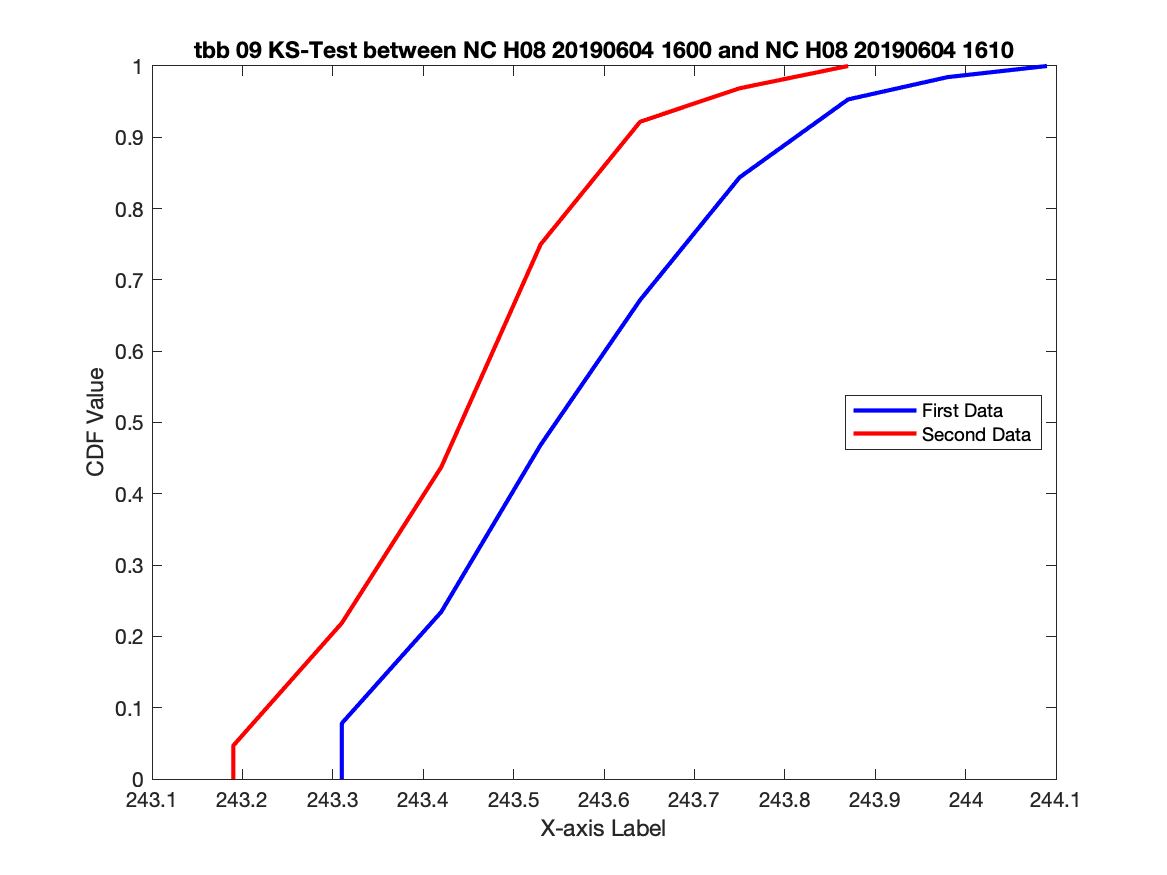 tbb 09 KS-Test between NC H08 20190604 1600 and NC H08 20190604 1610
1
0.9
0.8
0.7
0.6
0.5
0.4
0.3
0.2
0.1
0
CDF Value
First Data
Second Data
243.1 243.2 243.3 243.4 243.5 243.6 243.7 243.8 243.9 244 244.1
X-axis Label